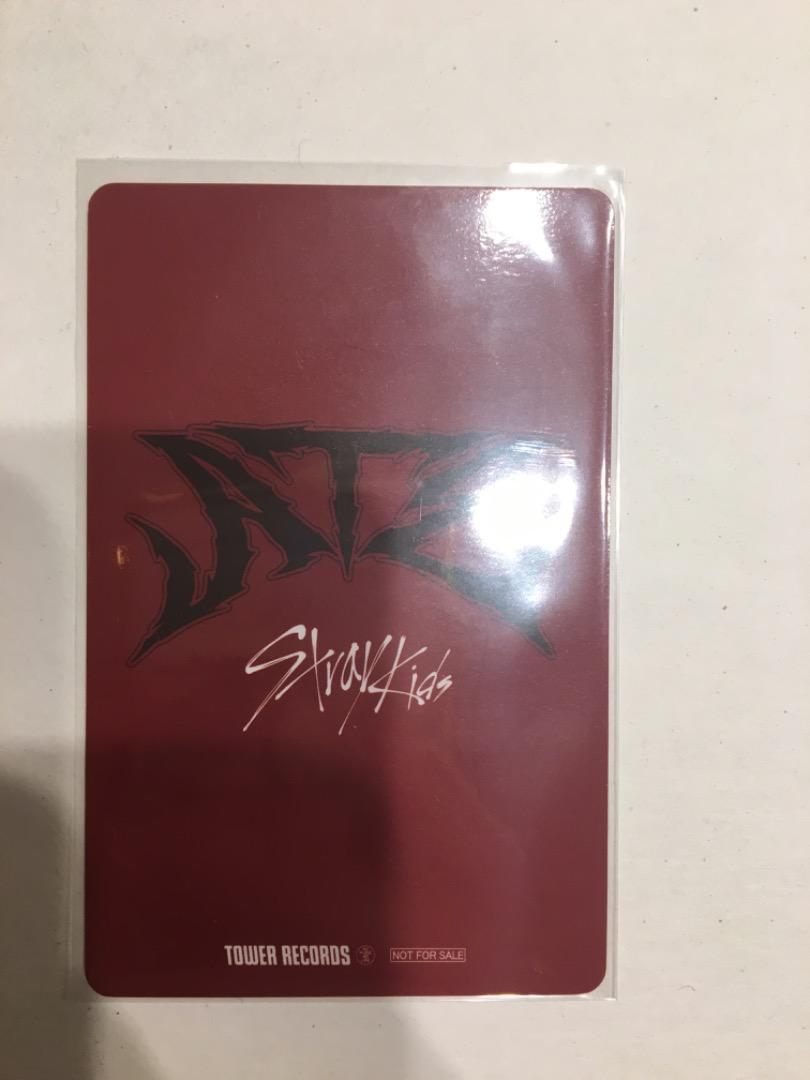 ATE
Stray Kids
TOWER RECORDS
NOT FOR SALE